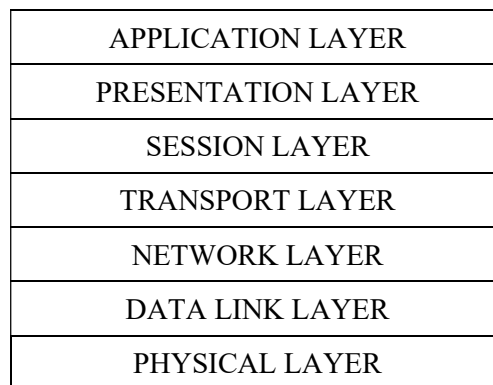 APPLICATION LAYER
PRESENTATION LAYER
SESSION LAYER
TRANSPORT LAYER
NETWORK LAYER
DATA LINK LAYER
PHYSICAL LAYER